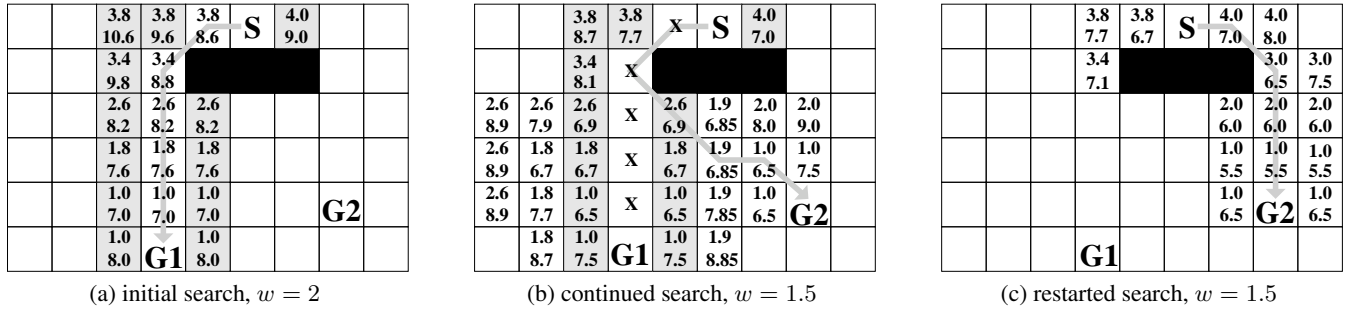 3.8 3.8 3.8 S 4.0
10.6 9.6 8.6 9.0
3.4 3.4
9.8 8.8
2.6 2.6 2.6
8.2 8.2 8.2
1.8 1.8 1.8
7.6 7.6 7.6
1.0 1.0 1.0 G2
7.0 7.0 7.0
1.0 G1 1.0
8.0 8.0
(a) initial search, w = 2
3.8 3.8 X S 4.0
8.7 7.7 7.0
3.4 X
8.1
2.6 2.6 2.6 X 2.6 1.9 2.0 2.0
8.9 7.9 6.9 6.9 6.85 8.0 9.0
2.6 1.8 1.8 X 1.8 1.9 1.0 1.0
8.9 6.7 6.7 6.7 6.85 6.5 7.5
2.6 1.8 1.0 X 1.0 1.9 1.0 G2
8.9 7.7 6.5 6.5 7.85 6.5
1.8 1.0 G1 1.0 1.9
8.7 7.5 7.5 8.85
(b) continued search, w = 1.5
3.8 3.8 S 4.0 4.0
7.7 6.7 7.0 8.0
3.4 3.0 3.0
7.1 6.5 7.5
2.0 2.0 2.0
6.0 6.0 6.0
1.0 1.0 1.0
5.5 5.5 5.5
1.0 G2 1.0
6.5 6.5
G1
(c) restarted search, w = 1.5